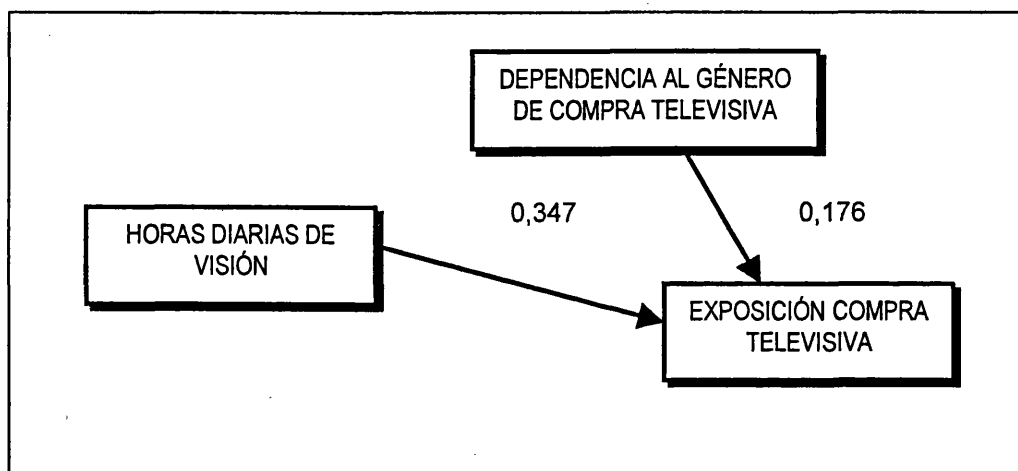 DEPENDENCIA AL GÉNERO
DE COMPRA TELEVISIVA
0,347
0,176
HORAS DIARIAS DE
VISIÓN
EXPOSICIÓN COMPRA
TELEVISIVA